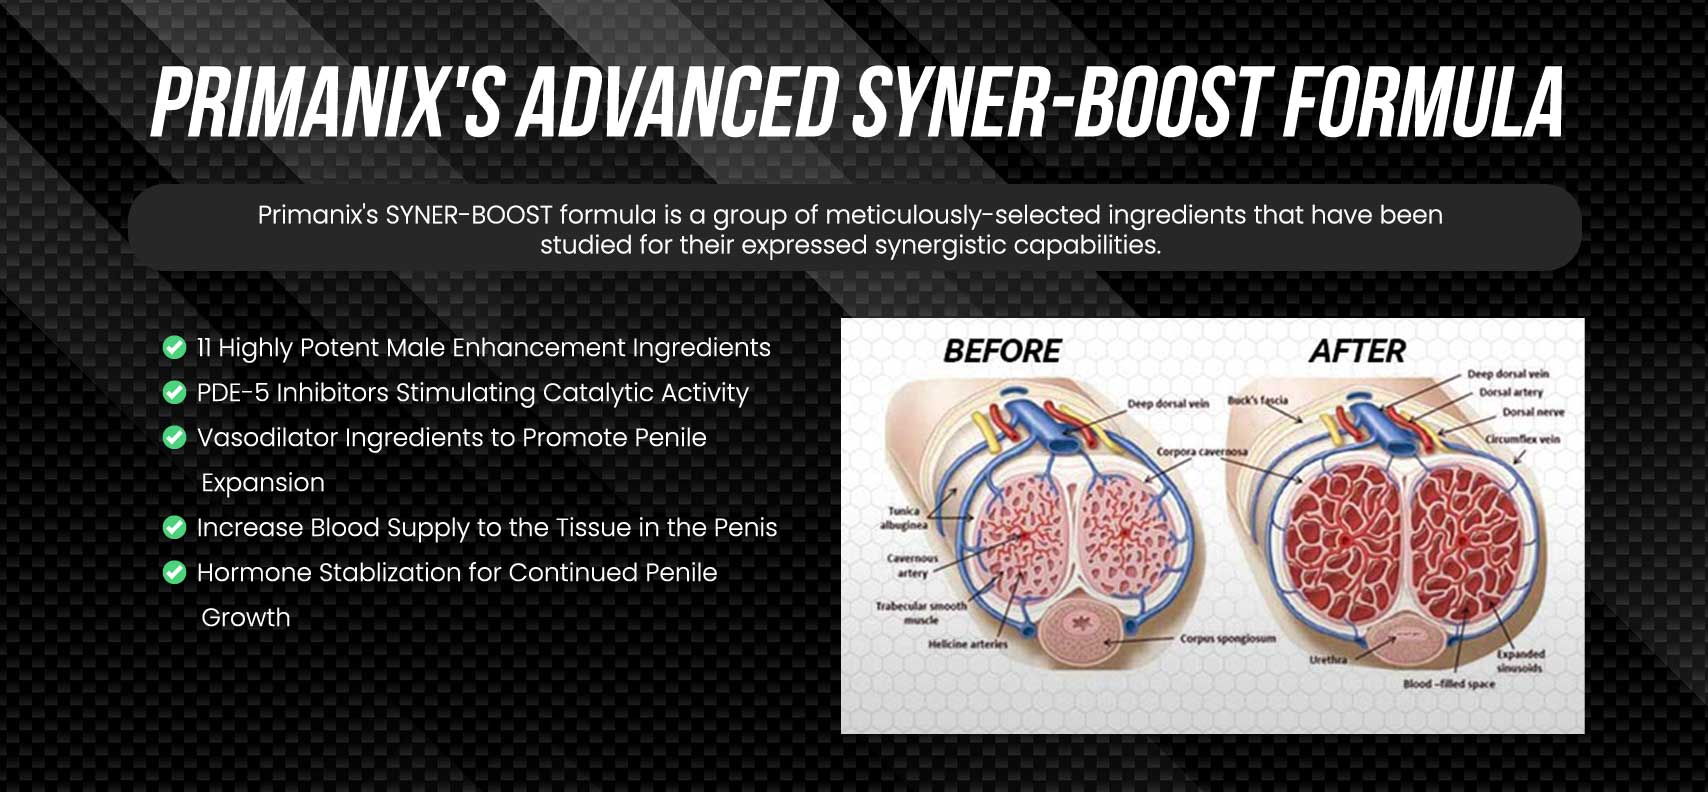 PRIMANIX'S ADVANCED SYNER-BOOST FORMULA
Primanix's SYNER-BOOST formula is a group of meticulously-selected ingredients that have been
studied for their expressed synergistic capabilities.
11 Highly Potent Male Enhancement Ingredients
PDE-5 Inhibitors Stimulating Catalytic Activity
Vasodilator Ingredients to Promote Penile
Expansion
Increase Blood Supply to the Tissue in the Penis
Hormone Stablization for Continued Penile
Growth
BEFORE
Deep dorsal vein
Corpora cavernosa
Tunica
albuginea
Cavernous
artery
Trabecular smooth
muscle
Helicine arteries
Corpus spongiosum
AFTER
Deep dorsal vein
Dorsal artery
Dorsal nerve
Circumflex vein
Buck's fascia
Urethra
Expanded
sinusoids
Blood -filled space